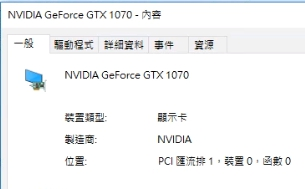 NVIDIA GeForce GTX 1070 - 內容
一般 驅動程式 詳細資料 事件 資源
NVIDIA GeForce GTX 1070
裝置類型: 顯示卡
製造商: NVIDIA
位置: PCI 匯流排 1，裝置 0，函數 0